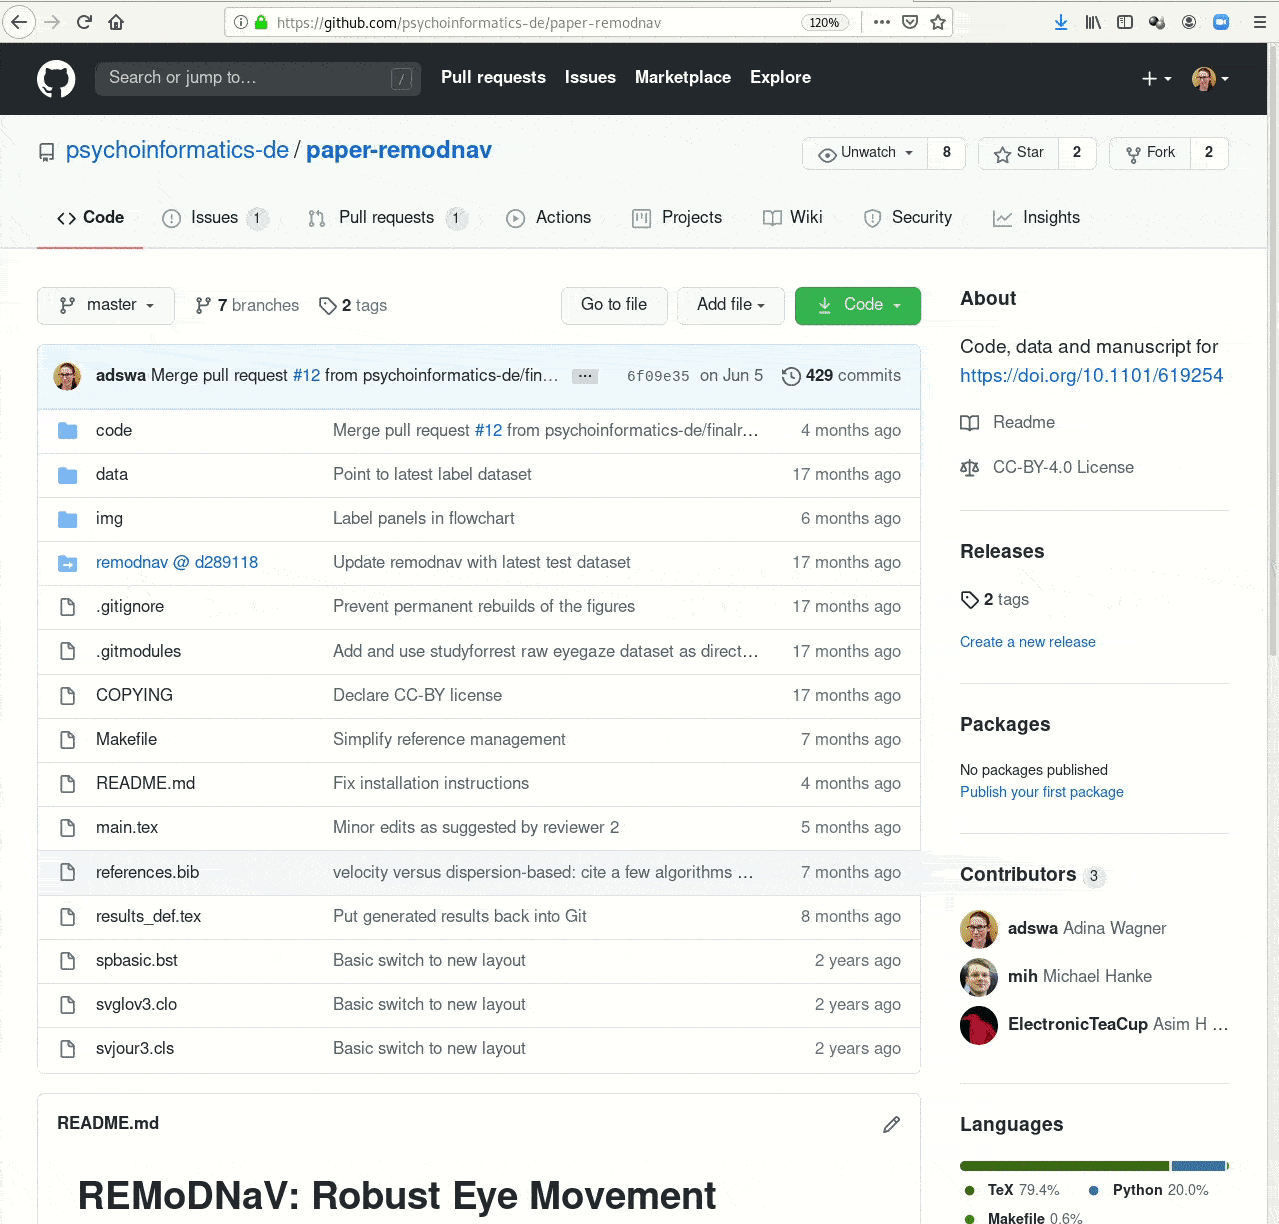 https://github.com/psychoinformatics-de/paper-remodnav 120%
Search or jump to… / Pull requests Issues Marketplace Explore
psychoinformatics-de / paper-remodnav Unwatch 8 Star 2 Fork 2
Code Issues 1 Pull requests 1 Actions Projects Wiki Security Insights
master 7 branches 2 tags Go to file Add file Code
adswa Merge pull request #12 from psychoinformatics-de/fin… ... 6f09e35 on Jun 5 429 commits
code Merge pull request #12 from psychoinformatics-de/finalr… 4 months ago
data Point to latest label dataset 17 months ago
img Label panels in flowchart 6 months ago
remodnav @ d289118 Update remodnav with latest test dataset 17 months ago
.gitignore Prevent permanent rebuilds of the figures 17 months ago
.gitmodules Add and use studyforrest raw eyegaze dataset as direct… 17 months ago
COPYING Declare CC-BY license 17 months ago
Makefile Simplify reference management 7 months ago
README.md Fix installation instructions 4 months ago
main.tex Minor edits as suggested by reviewer 2 5 months ago
references.bib velocity versus dispersion-based: cite a few algorithms … 7 months ago
results_def.tex Put generated results back into Git 8 months ago
spbasic.bst Basic switch to new layout 2 years ago
svglov3.clo Basic switch to new layout 2 years ago
svjour3.cls Basic switch to new layout 2 years ago
README.md
REMoDNaV: Robust Eye Movement
About
Code, data and manuscript for
https://doi.org/10.1101/619254
Readme
CC-BY-4.0 License
Releases
2 tags
Create a new release
Packages
No packages published
Publish your first package
Contributors 3
adswa Adina Wagner
mih Michael Hanke
ElectronicTeaCup Asim H …
Languages
TeX 79.4% Python 20.0%
Makefile 0.6%